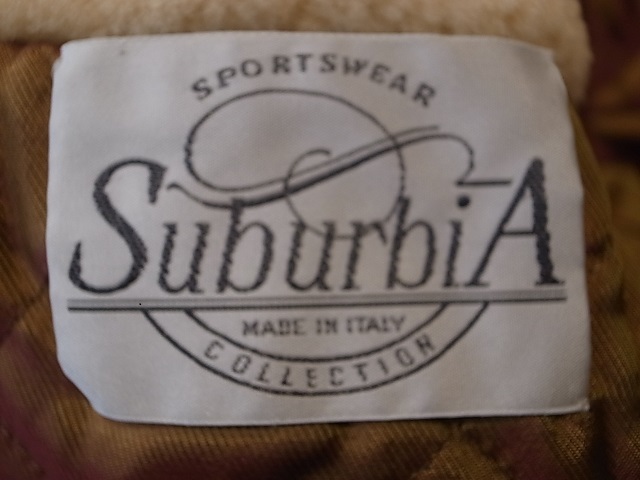 SPORTSWEAR
SuburbiA
MADE IN ITALY
COLLECTION